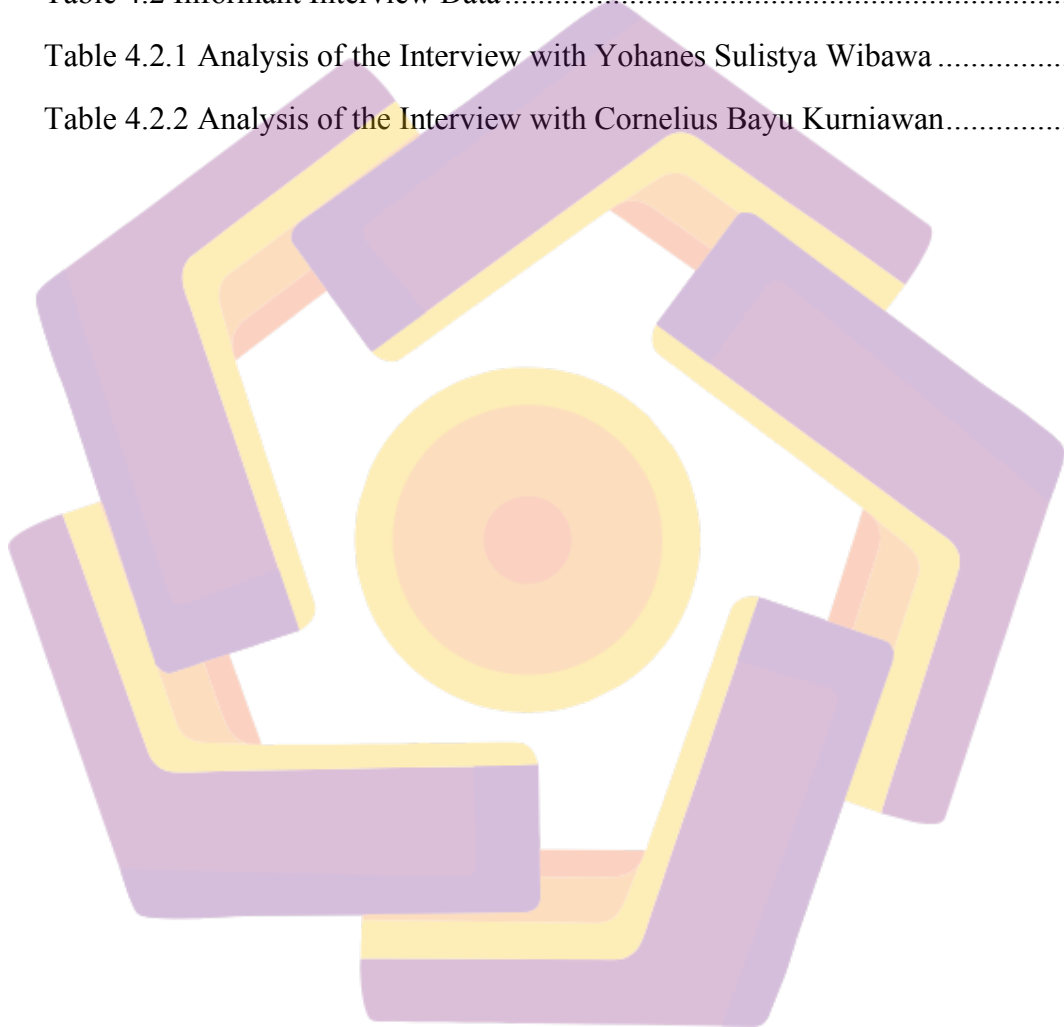 Table 4.2 Informant Interview Data................................................................
Table 4.2.1 Analysis of the Interview with Yohanes Sulistya Wibawa................
Table 4.2.2 Analysis of the Interview with Cornelius Bayu Kurniawan...............